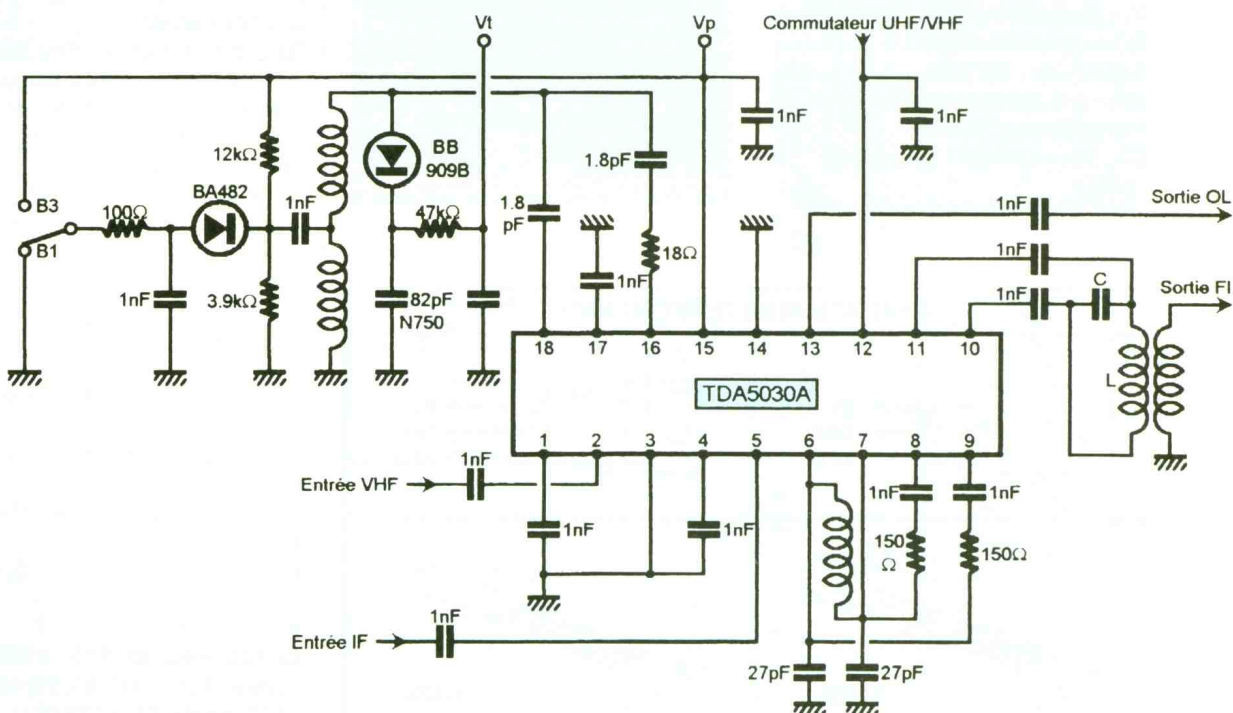 Vt
Vp
Commutateur UHF/VHF
1nF
1nF
12kΩ
BB
909B
1.8pF
BA482
B3
100Ω
1nF
47kΩ
1.8
pF
1nF
Sortie OL
B1
18Ω
1nF
1nF
3.9kΩ
82pF
N750
1nF
1nF
C
Sortie FI
18
17
16
15
14
13
12
11
10
L
TDA5030A
1
2
3
4
5
6
7
8
9
1nF
Entrée VHF
1nF
1nF
1nF
1nF
150
Ω
150Ω
1nF
Entrée IF
27pF
27pF